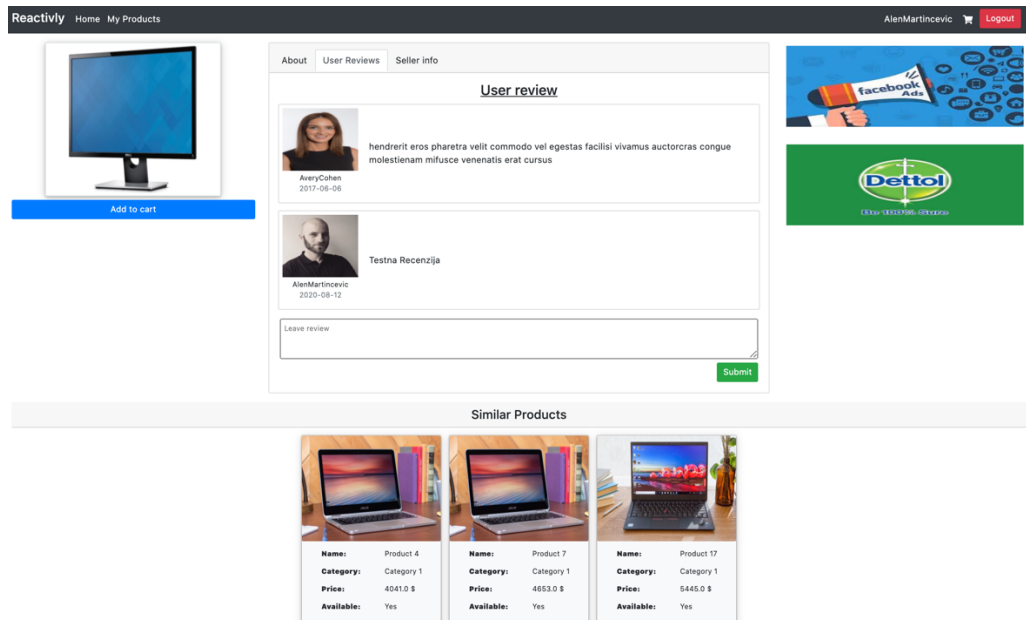 Reactivly Home My Products AlenMartincevic Logout
Add to cart
About User Reviews Seller info
User review
hendrerit eros pharetra velit commodo vel egestas facilisi vivamus auctorcras congue
molestienam mifusce venenatis erat cursus
AveryCohen
2017-06-06
Testna Recenzija
AlenMartincevic
2020-08-12
Leave review
Submit
facebook
Ads
Dettol
Be 100% Sure
Similar Products
Name: Product 4
Category: Category 1
Price: 4041.0 $
Available: Yes
Name: Product 7
Category: Category 1
Price: 4653.0 $
Available: Yes
Name: Product 17
Category: Category 1
Price: 5445.0 $
Available: Yes